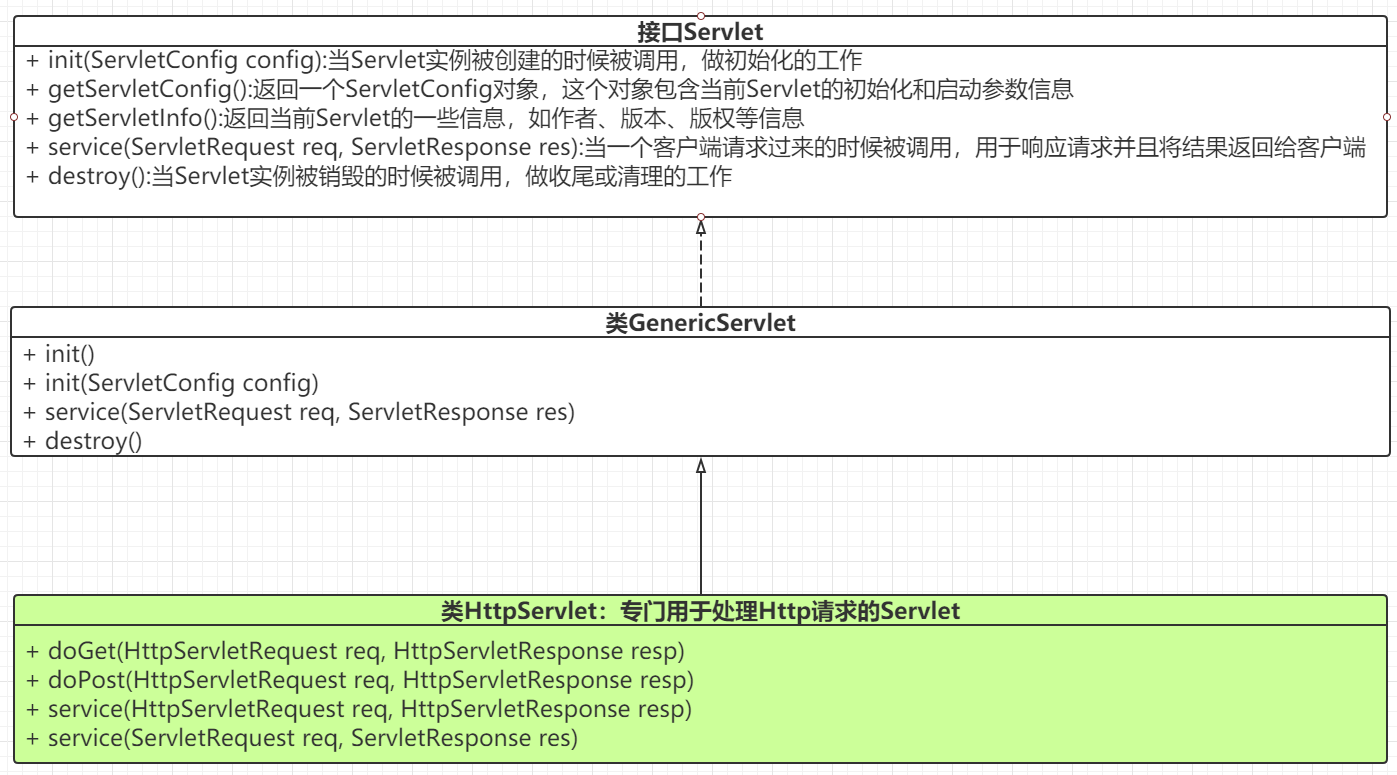 接口Servlet
+ init(ServletConfig config):当Servlet实例被创建的时候被调用，做初始化的工作
+ getServletConfig():返回一个ServletConfig对象，这个对象包含当前Servlet的初始化和启动参数信息
+ getServletInfo():返回当前Servlet的一些信息，如作者、版本、版权等信息
+ service(ServletRequest req, ServletResponse res):当一个客户端请求过来的时候被调用，用于响应请求并且将结果返回给客户端
+ destroy():当Servlet实例被销毁的时候被调用，做收尾或清理的工作
类GenericServlet
+ init()
+ init(ServletConfig config)
+ service(ServletRequest req, ServletResponse res)
+ destroy()
类HttpServlet：专门用于处理Http请求的Servlet
+ doGet(HttpServletRequest req, HttpServletResponse resp)
+ doPost(HttpServletRequest req, HttpServletResponse resp)
+ service(HttpServletRequest req, HttpServletResponse resp)
+ service(ServletRequest req, ServletResponse res)